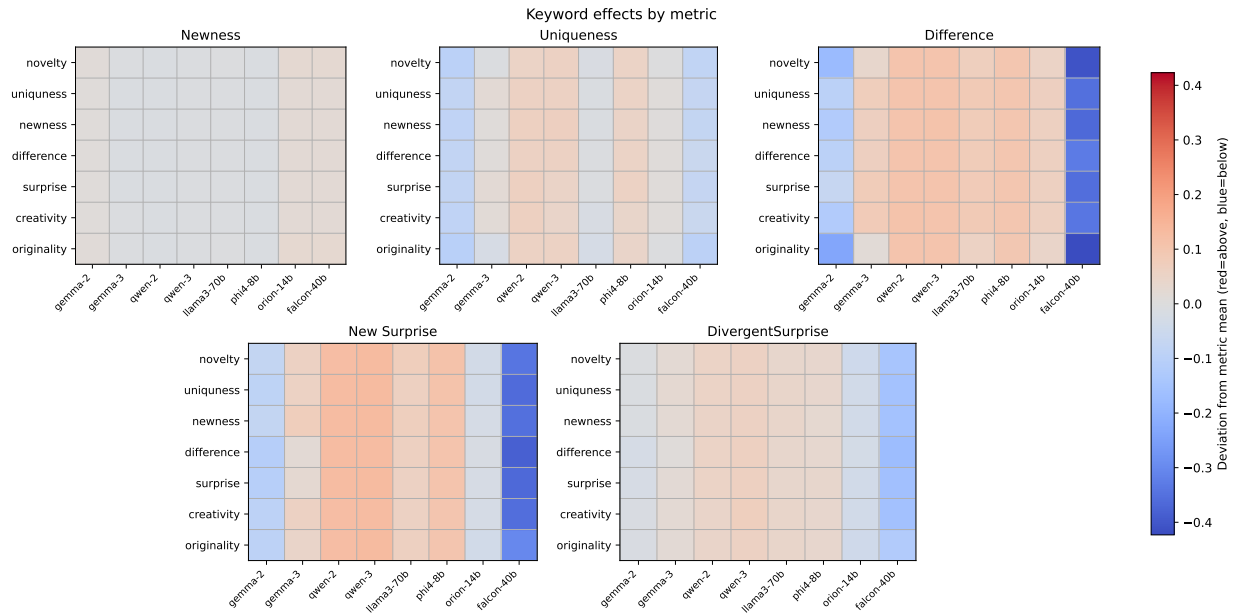 Keyword effects by metric
Newness
novelty
uniquness
newness
difference
surprise
creativity
originality
gemma-2
gemma-3
qwen-2
qwen-3
llama3-70b
phi4-8b
orion-14b
falcon-40b
Uniqueness
novelty
uniquness
newness
difference
surprise
creativity
originality
gemma-2
gemma-3
qwen-2
qwen-3
llama3-70b
phi4-8b
orion-14b
falcon-40b
Difference
novelty
uniquness
newness
difference
surprise
creativity
originality
gemma-2
gemma-3
qwen-2
qwen-3
llama3-70b
phi4-8b
orion-14b
falcon-40b
New Surprise
novelty
uniquness
newness
difference
surprise
creativity
originality
gemma-2
gemma-3
qwen-2
qwen-3
llama3-70b
phi4-8b
orion-14b
falcon-40b
DivergentSurprise
novelty
uniquness
newness
difference
surprise
creativity
originality
gemma-2
gemma-3
qwen-2
qwen-3
llama3-70b
phi4-8b
orion-14b
falcon-40b
0.4
0.3
0.2
0.1
0.0
−0.1
−0.2
−0.3
−0.4
Deviation from metric mean (red=above, blue=below)